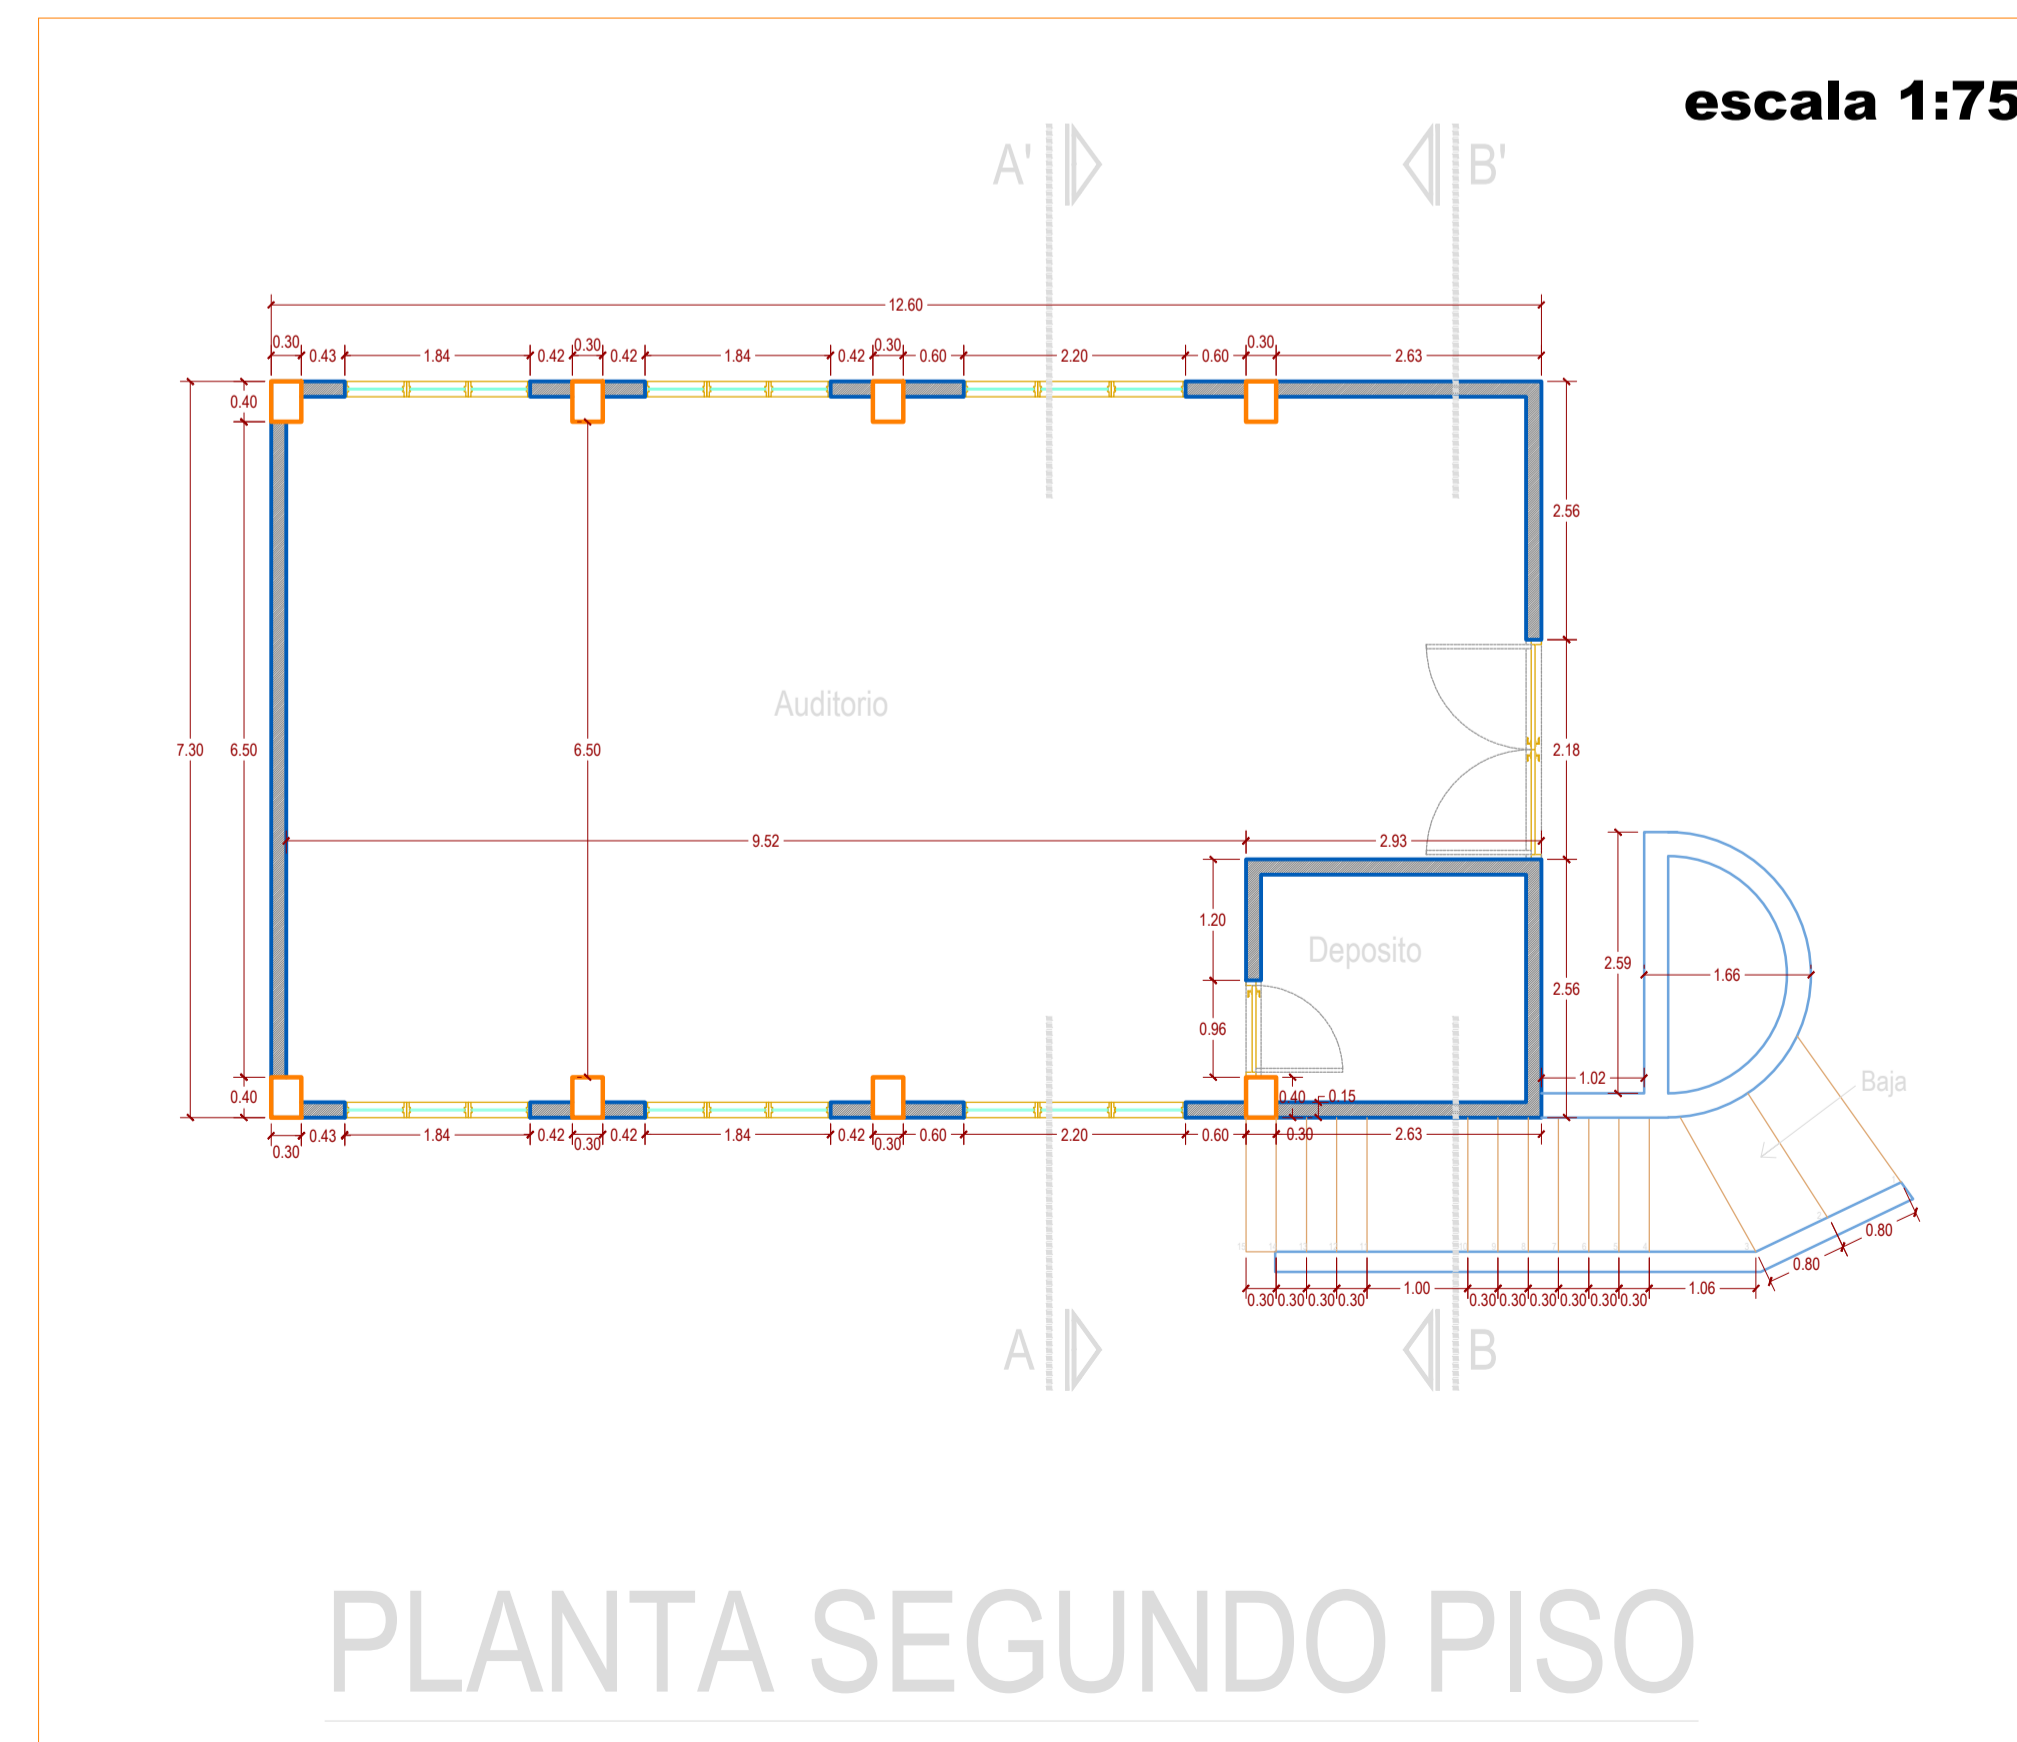 escala 1:75
A' B'
12.60
0.30 0.43 1.84 0.42 0.30 0.42 1.84 0.42 0.30 0.60 2.20 0.60 0.30 2.63
0.40
2.56
Auditorio
7.30 6.50 6.50 2.18
9.52 2.93
1.20
Deposito
2.59 1.66
2.56
0.96
1.02 Baja
0.40 0.40 0.15
0.43 1.84 0.42 0.42 1.84 0.42 0.60 2.20 0.60 0.30 2.63
0.30 0.30 0.30
0.80
0.80
1.00 1.06
0.30 0.30 0.30 0.30 0.30 0.30 0.30 0.30 0.30 0.30
A B
PLANTA SEGUNDO PISO